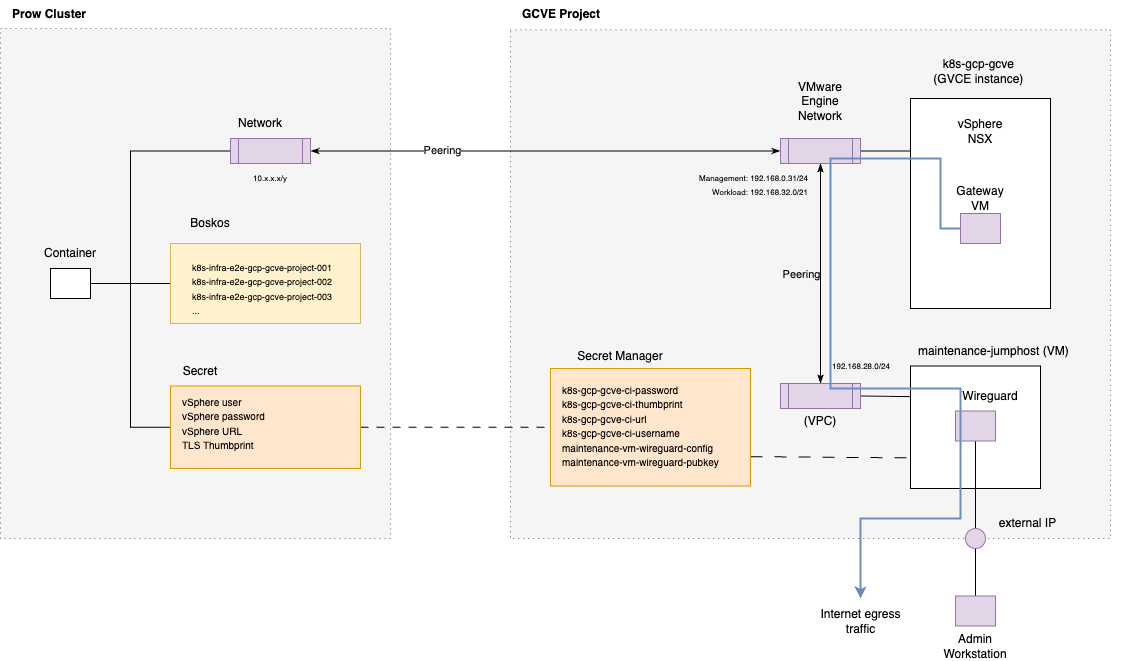 Prow Cluster
GCVE Project
k8s-gcp-gcve
(GVCE instance)
VMware
Engine
Network
vSphere
NSX
Network
Peering
10.x.x.x/y
Management: 192.168.0.31/24
Workload: 192.168.32.0/21
Gateway
VM
Boskos
Container
k8s-infra-e2e-gcp-gcve-project-001
k8s-infra-e2e-gcp-gcve-project-002
k8s-infra-e2e-gcp-gcve-project-003
...
Peering
Secret
vSphere user
vSphere password
vSphere URL
TLS Thumbprint
Secret Manager
k8s-gcp-gcve-ci-password
k8s-gcp-gcve-ci-thumbprint
k8s-gcp-gcve-ci-url
k8s-gcp-gcve-ci-username
maintenance-vm-wireguard-config
maintenance-vm-wireguard-pubkey
192.168.28.0/24
(VPC)
maintenance-jumphost (VM)
Wireguard
external IP
Internet egress
traffic
Admin
Workstation